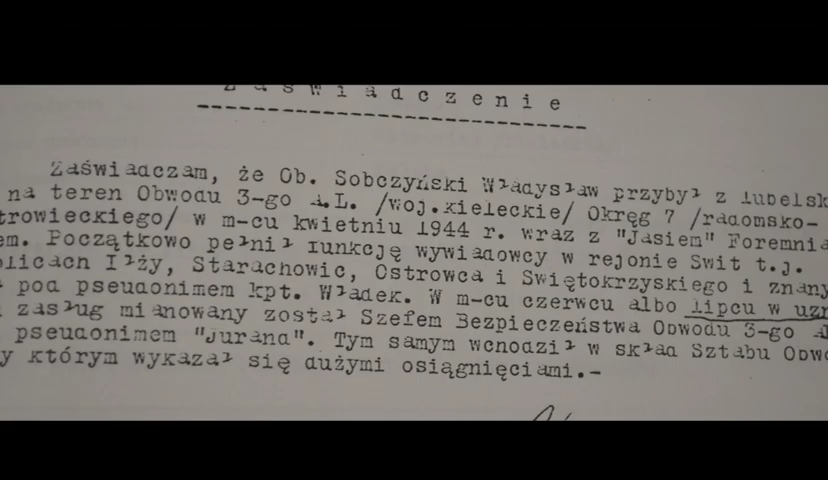 Z a ś w i a d c z e n i e
Zaświadczam, że Ob. Sobczyński Władysław przybył z lubelsk
na teren Obwodu 3-go A.L. /woj.kieleckie/ Okręg 7 /radomsko-
trowieckiego/ w m-cu kwietniu 1944 r. wraz z "Jasiem" Foremnia
em. Początkowo pełnił funkcję wywiadowcy w rejonie Swit t.j.
olicach Iłży, Starachowic, Ostrowca i Swiętokrzyskiego i znany
pod pseudonimem kpt. Władek. W m-cu czerwcu albo lipcu w uzn
zasług mianowany został Szefem Bezpieczeństwa Obwodu 3-go
pseudonimem "Jurand". Tym samym wchodził w skład Sztabu Obwo
y którym wykazał się dużymi osiągnięciami.-